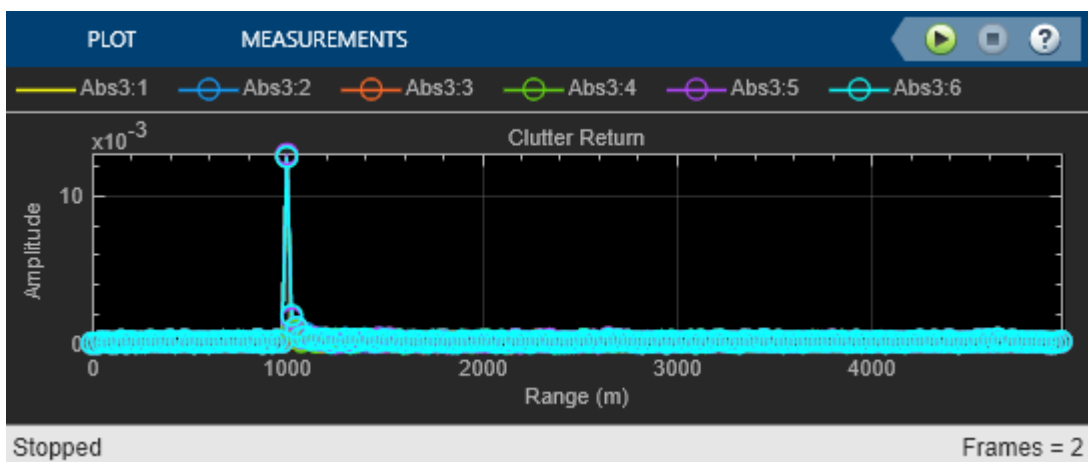 PLOT MEASUREMENTS ?
Abs3:1 Abs3:2 Abs3:3 Abs3:4 Abs3:5 Abs3:6
x10-3 Clutter Return
10
Amplitude
0
0 1000 2000 3000 4000
Range (m)
Stopped Frames = 2